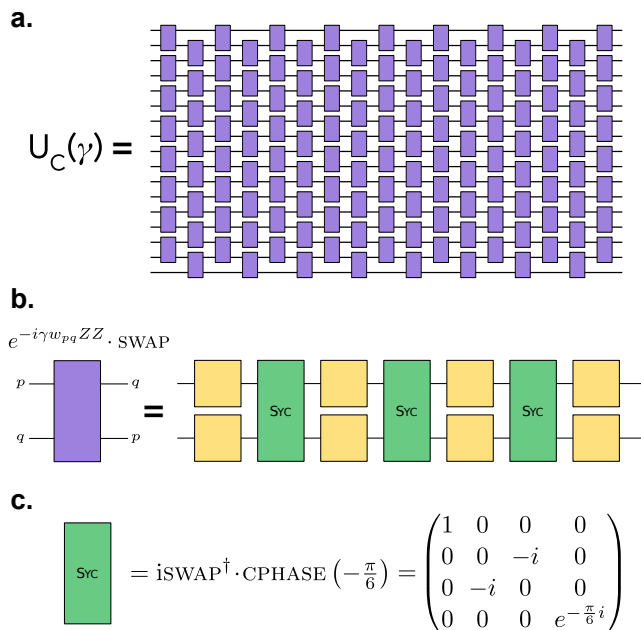 a.
U_C(γ) =
b.
e^{-iγw_{pq}ZZ} · SWAP
p q = SYC SYC SYC
q p
c.
SYC = iSWAP† · CPHASE (−π/6) =
1 0 0 0
0 0 −i 0
0 −i 0 0
0 0 0 e^{−π/6 i}